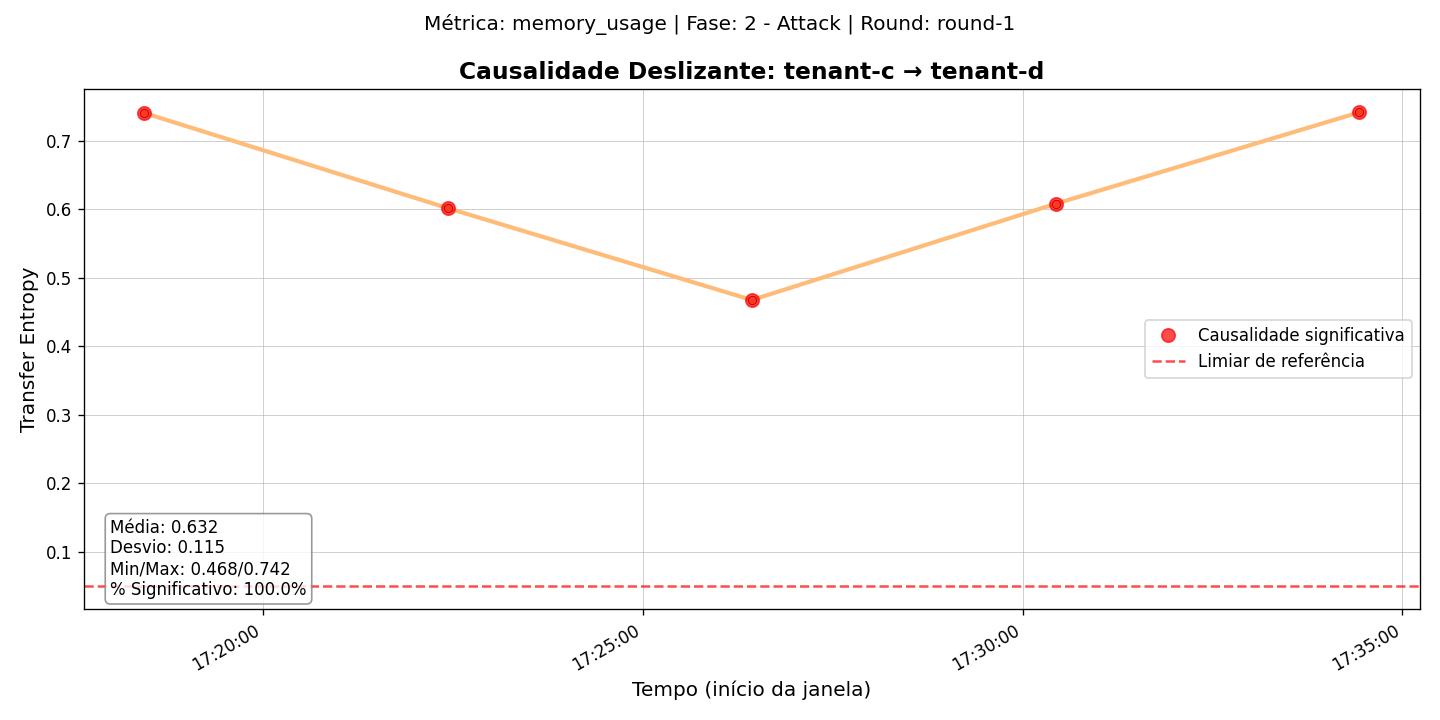 Métrica: memory_usage | Fase: 2 - Attack | Round: round-1
Causalidade Deslizante: tenant-c → tenant-d
Transfer Entropy
0.7
0.6
0.5
0.4
0.3
0.2
0.1
Causalidade significativa
Limiar de referência
Média: 0.632
Desvio: 0.115
Min/Max: 0.468/0.742
% Significativo: 100.0%
17:20:00
17:25:00
17:30:00
17:35:00
Tempo (início da janela)